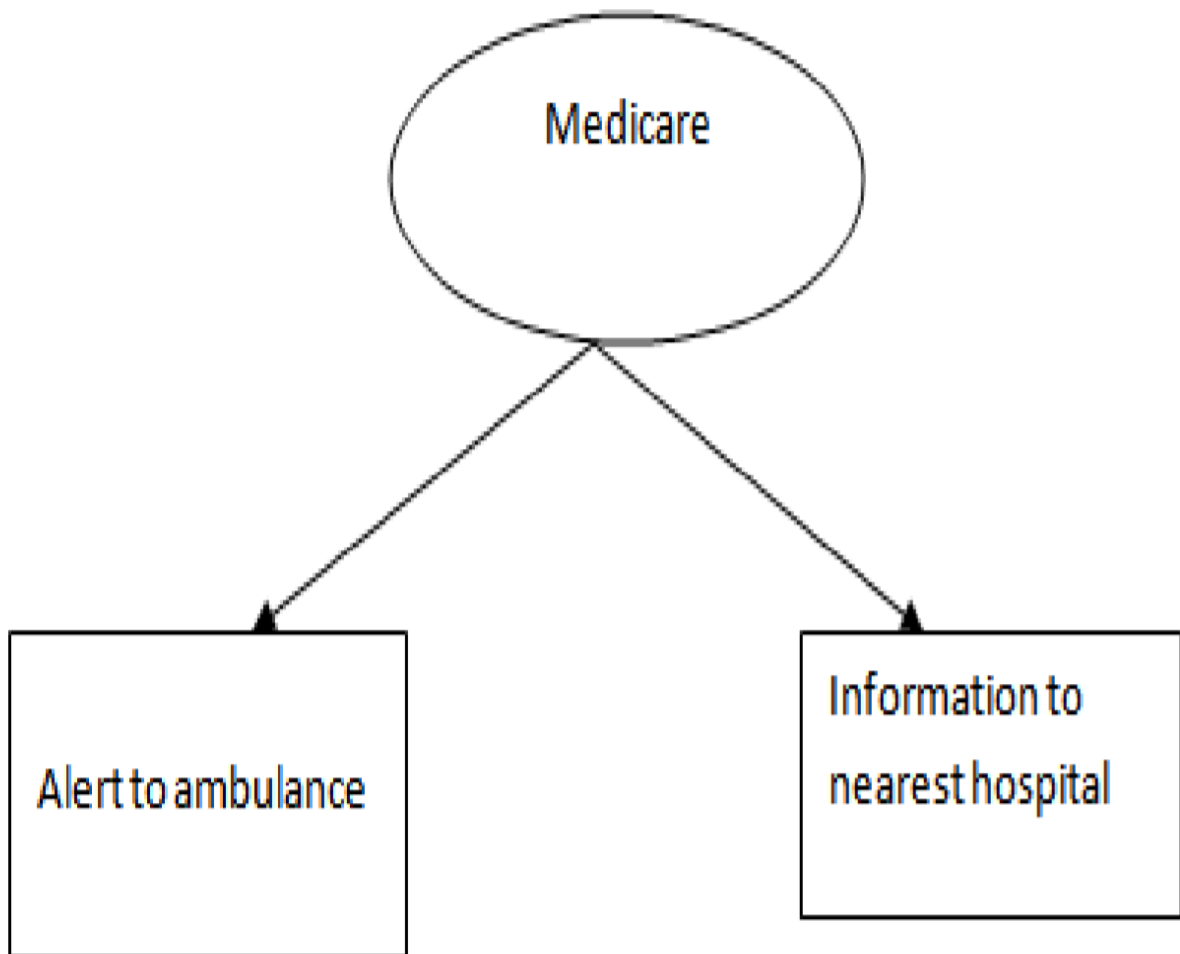 Medicare
Alert to ambulance
Information to
nearest hospital